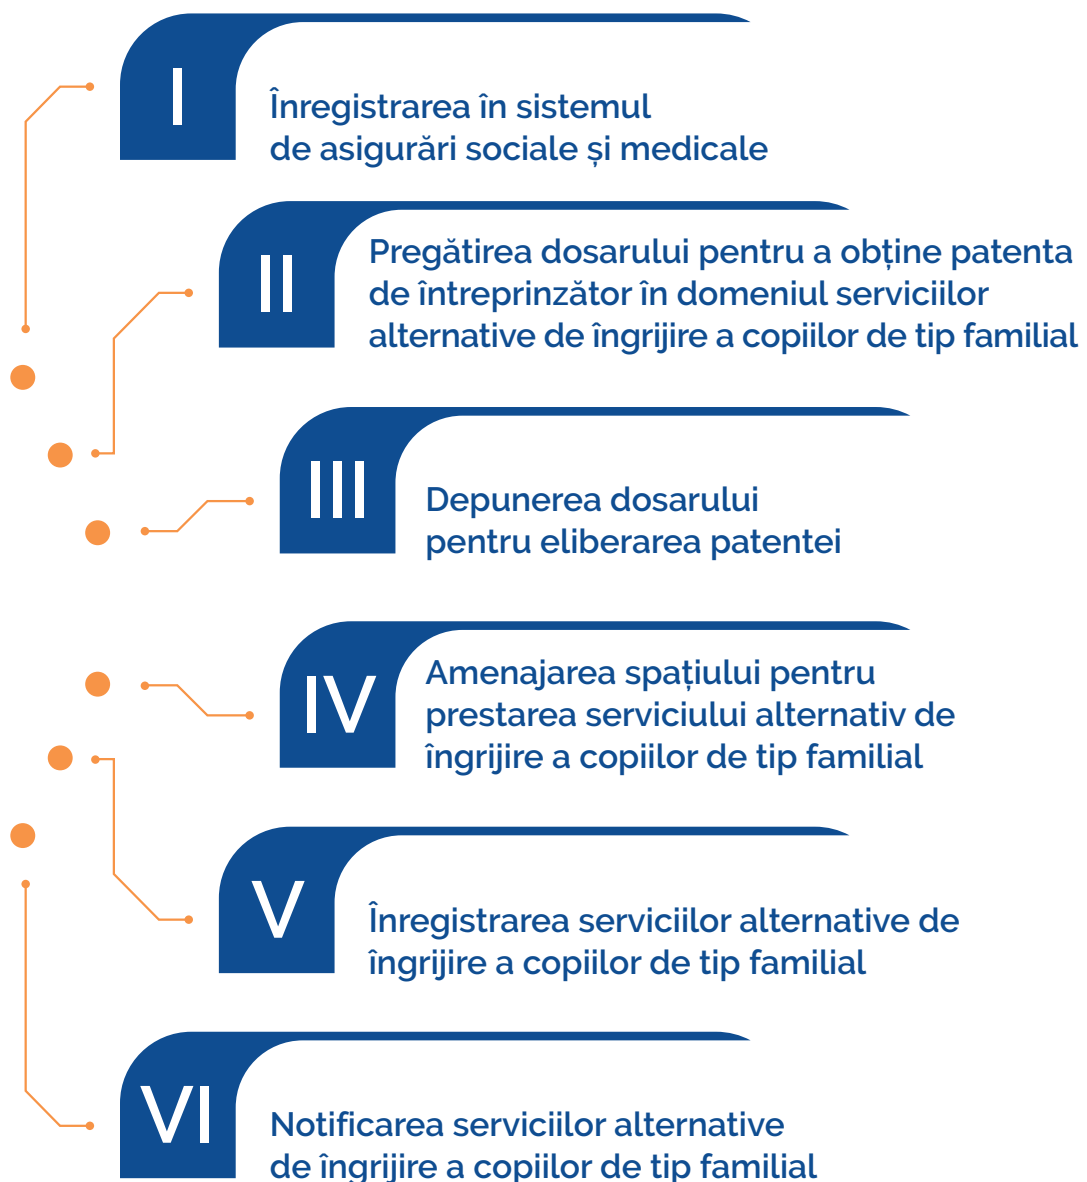 I
Înregistrarea în sistemul
de asigurări sociale și medicale
II
Pregătirea dosarului pentru a obține patenta
de întreprinzător în domeniul serviciilor
alternative de îngrijire a copiilor de tip familial
III
Depunerea dosarului
pentru eliberarea patentei
IV
Amenajarea spațiului pentru
prestarea serviciului alternativ de
îngrijire a copiilor de tip familial
V
Înregistrarea serviciilor alternative de
îngrijire a copiilor de tip familial
VI
Notificarea serviciilor alternative
de îngrijire a copiilor de tip familial